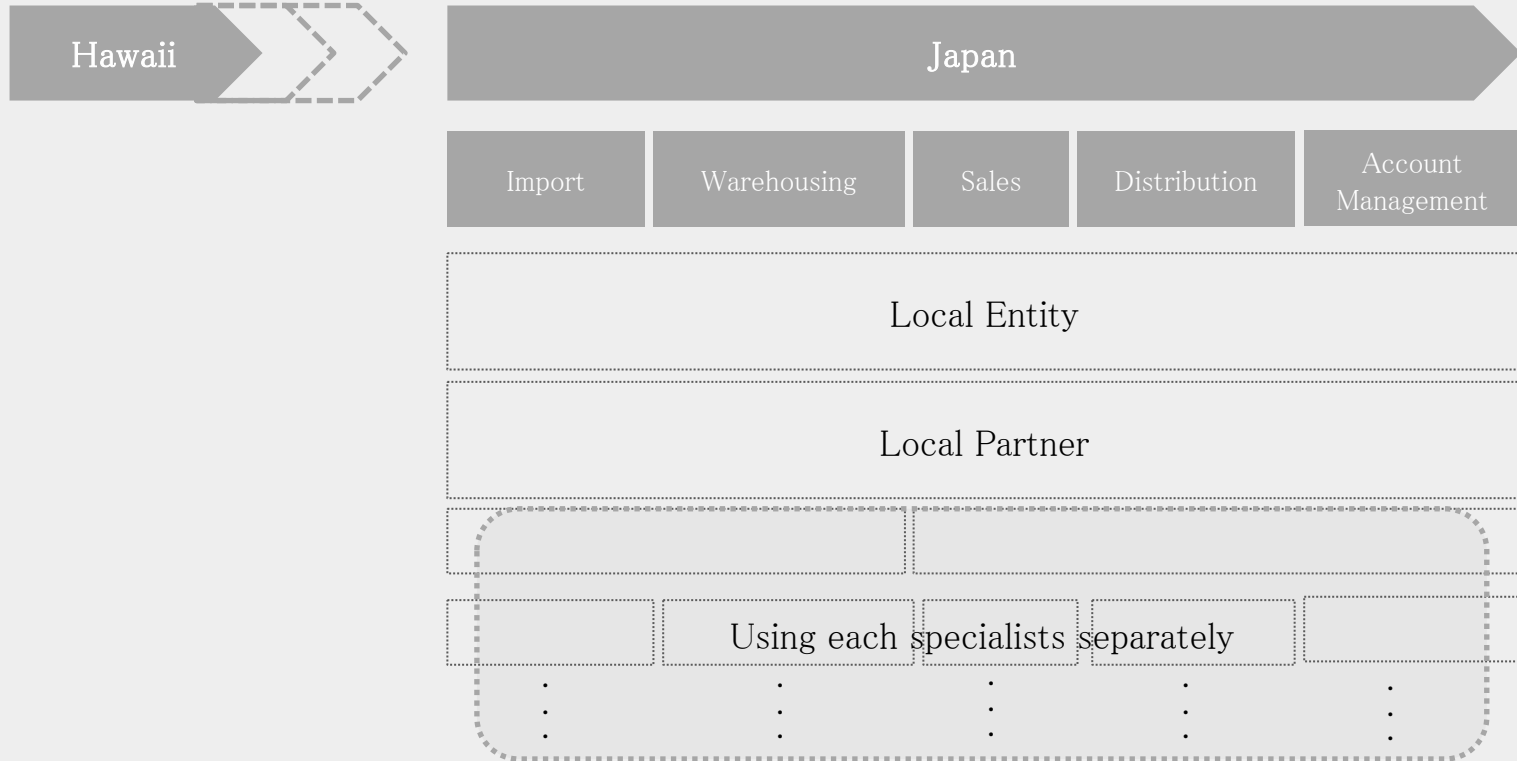 Hawaii
Japan
Import
Warehousing
Sales
Distribution
Account
Management
Local Entity
Local Partner
Using each specialists separately